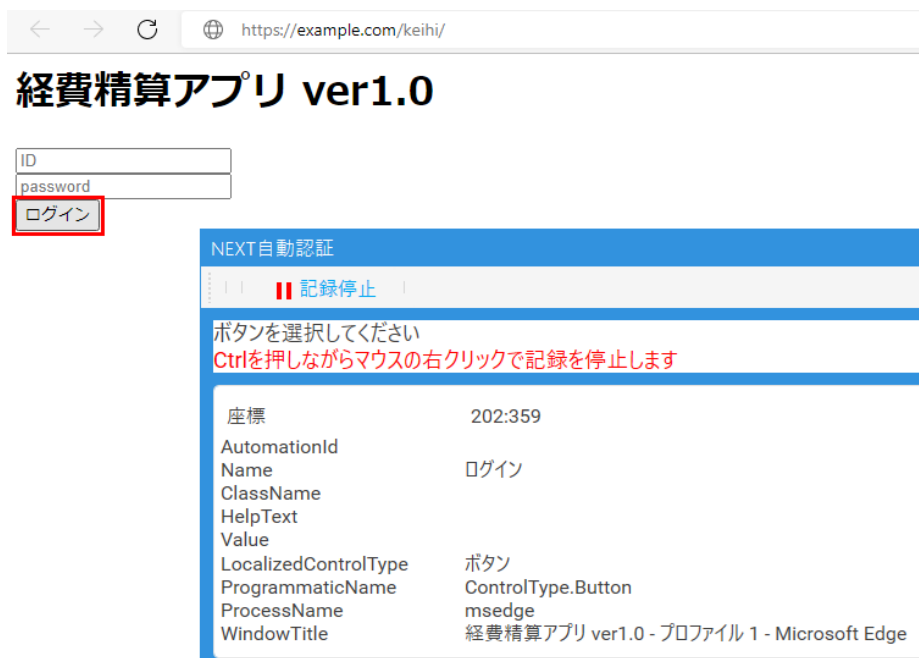 https://example.com/keihi/
経費精算アプリ ver1.0
ID
password
ログイン
NEXT自動認証
記録停止
ボタンを選択してください
Ctrlを押しながらマウスの右クリックで記録を停止します
座標 202:359
AutomationId
Name ログイン
ClassName
HelpText
Value
LocalizedControlType ボタン
ProgrammaticName ControlType.Button
ProcessName msedge
WindowTitle 経費精算アプリ ver1.0 - プロファイル 1 - Microsoft Edge